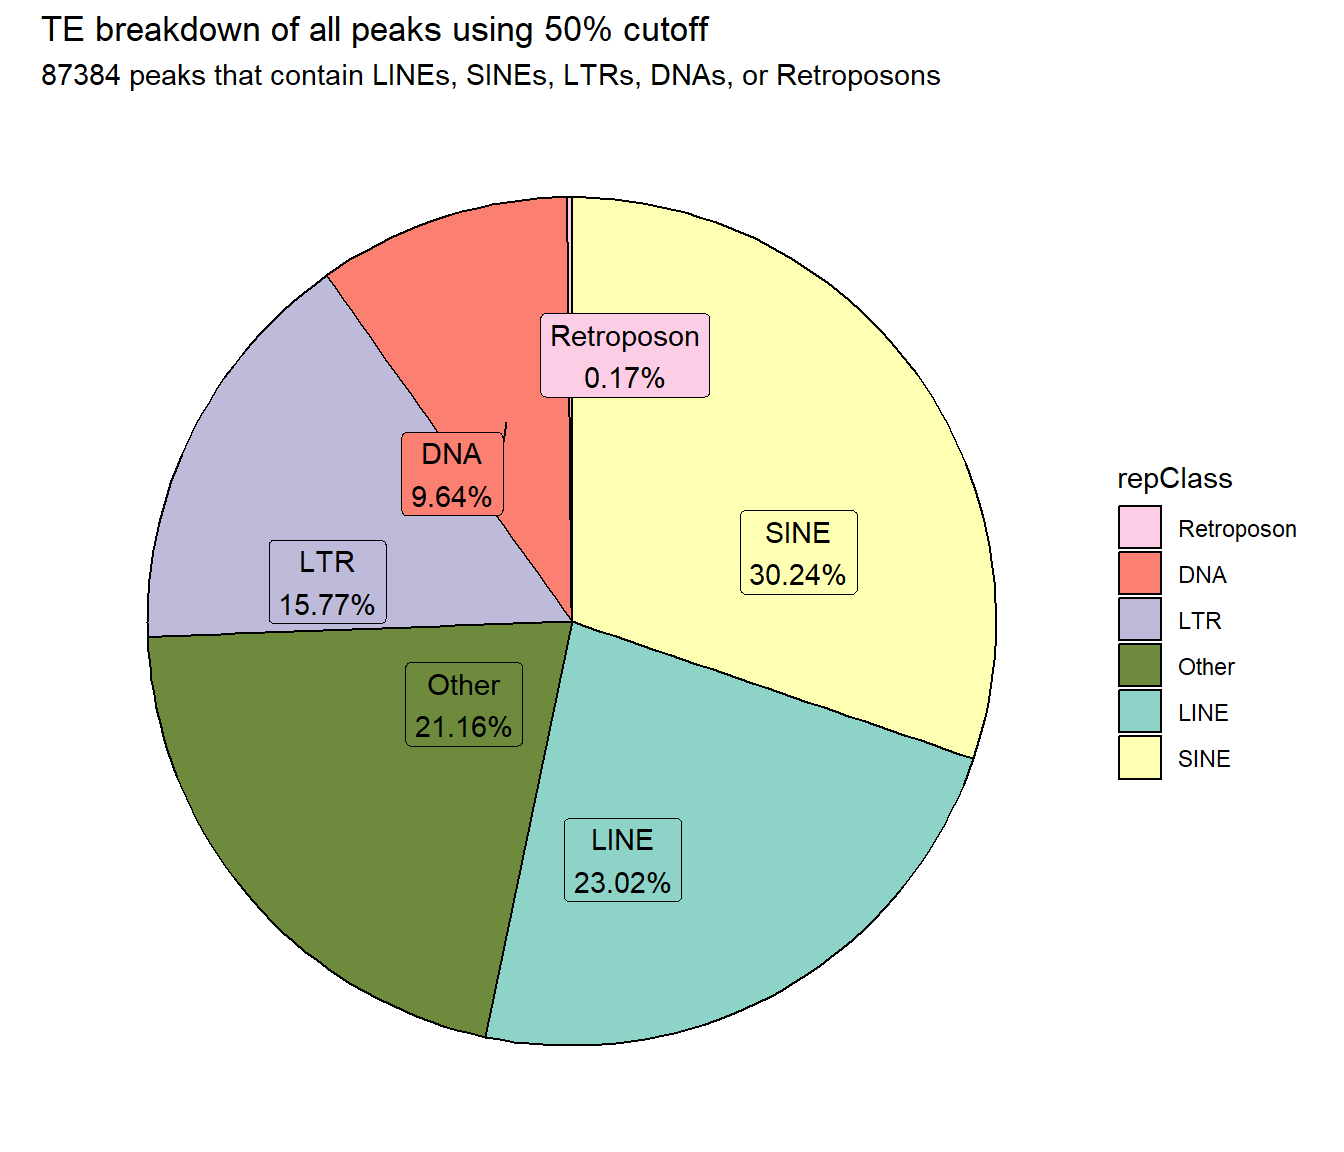 TE breakdown of all peaks using 50% cutoff
87384 peaks that contain LINEs, SINEs, LTRs, DNAs, or Retroposons
Retroposon
0.17%
DNA
9.64%
SINE
30.24%
LTR
15.77%
Other
21.16%
LINE
23.02%
repClass
Retroposon
DNA
LTR
Other
LINE
SINE